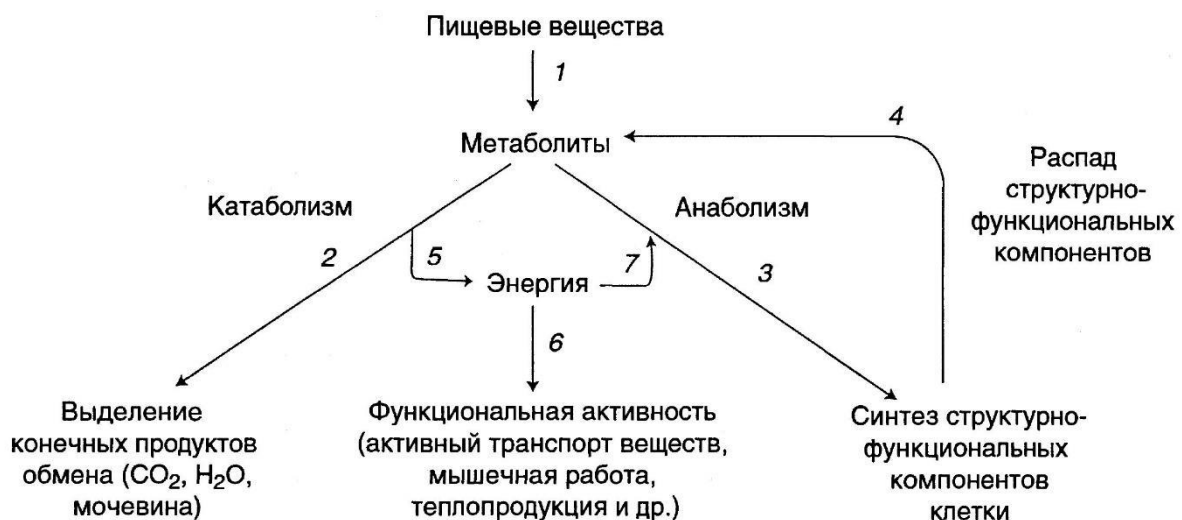 Пищевые вещества
1
4
Метаболиты
Распад
структурно-
функциональных
компонентов
Катаболизм
Анаболизм
2
5
7
3
Энергия
6
Выделение
конечных продуктов
обмена (CO₂, H₂O,
мочевина)
Функциональная активность
(активный транспорт веществ,
мышечная работа,
теплопродукция и др.)
Синтез структурно-
функциональных
компонентов
клетки